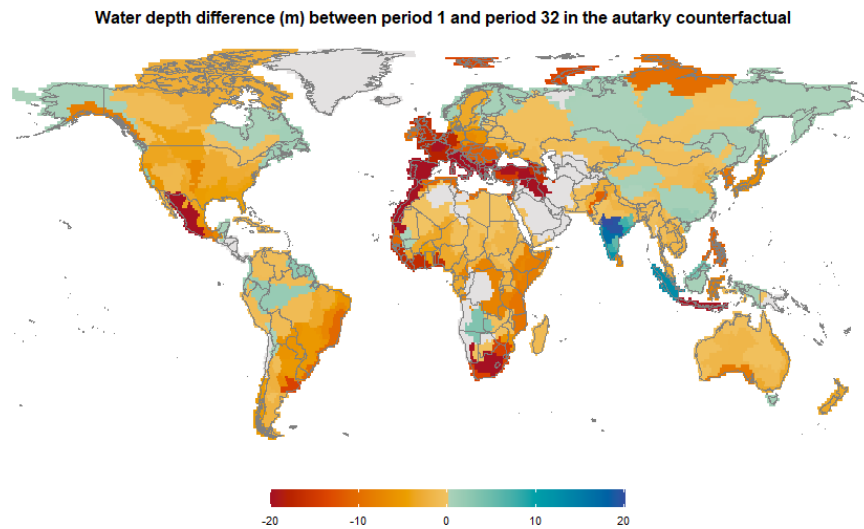 Water depth difference (m) between period 1 and period 32 in the autarky counterfactual
-20 -10 0 10 20